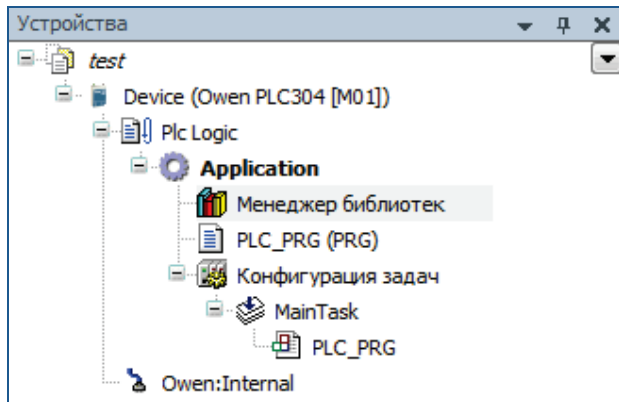 Устройства
test
Device (Owen PLC304 [M01])
Plc Logic
Application
Менеджер библиотек
PLC_PRG (PRG)
Конфигурация задач
MainTask
PLC_PRG
Owen:Internal